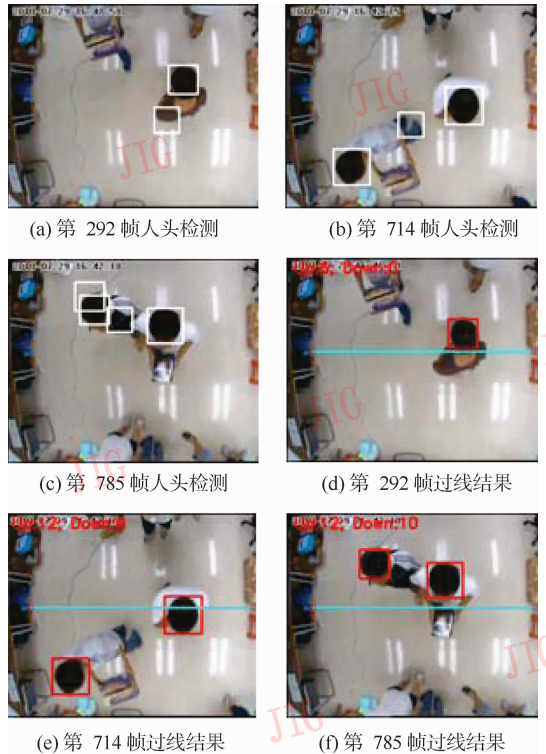 JIG
JIG
(a) 第 292 帧人头检测
(b) 第 714 帧人头检测
JIG
JIG
(c) 第 785 帧人头检测
(d) 第 292 帧过线结果
Down:10
JIG
JIG
(e) 第 714 帧过线结果
(f) 第 785 帧过线结果